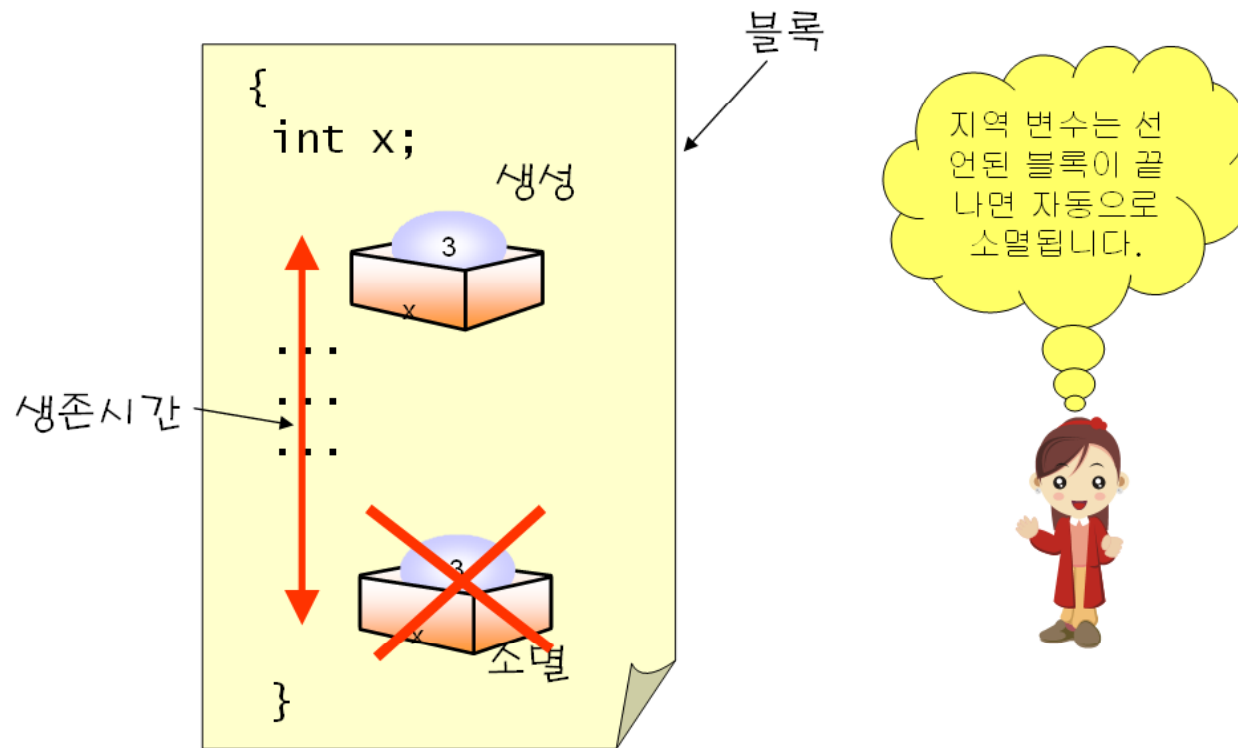 블록
{
int x;
생성
3
x
...
...
...
생존시간
3
x
소멸
}
지역 변수는 선
언된 블록이 끝
나면 자동으로
소멸됩니다.